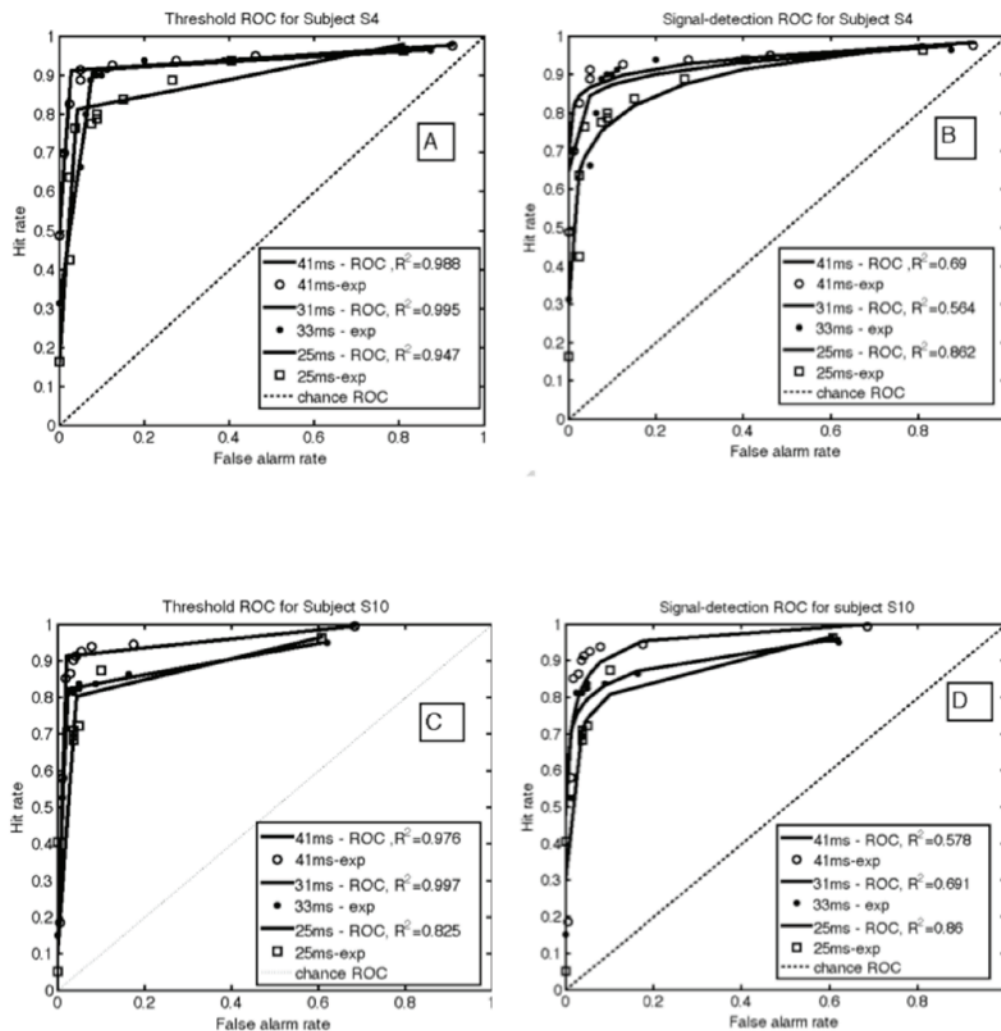 Threshold ROC for Subject S4
1
0.9
0.8
0.7
0.6
0.5
0.4
0.3
0.2
0.1
0
Hit rate
A
41ms - ROC ,R²=0.988
41ms-exp
31ms - ROC, R²=0.995
33ms - exp
25ms - ROC, R²=0.947
25ms-exp
chance ROC
0
0.2
0.4
0.6
0.8
1
False alarm rate
Signal-detection ROC for Subject S4
1
0.9
0.8
0.7
0.6
0.5
0.4
0.3
0.2
0.1
0
Hit rate
B
41ms - ROC ,R²=0.69
41ms-exp
31ms - ROC, R²=0.564
33ms - exp
25ms - ROC, R²=0.862
25ms-exp
chance ROC
0
0.2
0.4
0.6
0.8
False alarm rate
Threshold ROC for Subject S10
1
0.9
0.8
0.7
0.6
0.5
0.4
0.3
0.2
0.1
0
Hit rate
C
41ms - ROC ,R²=0.976
41ms-exp
31ms - ROC, R²=0.997
33ms - exp
25ms - ROC, R²=0.825
25ms-exp
chance ROC
0
0.2
0.4
0.6
0.8
1
False alarm rate
Signal-detection ROC for subject S10
1
0.9
0.8
0.7
0.6
0.5
0.4
0.3
0.2
0.1
0
Hit rate
D
41ms - ROC, R²=0.578
41ms-exp
31ms - ROC, R²=0.691
33ms - exp
25ms - ROC, R²=0.86
25ms-exp
chance ROC
0
0.2
0.4
0.6
0.8
False alarm rate